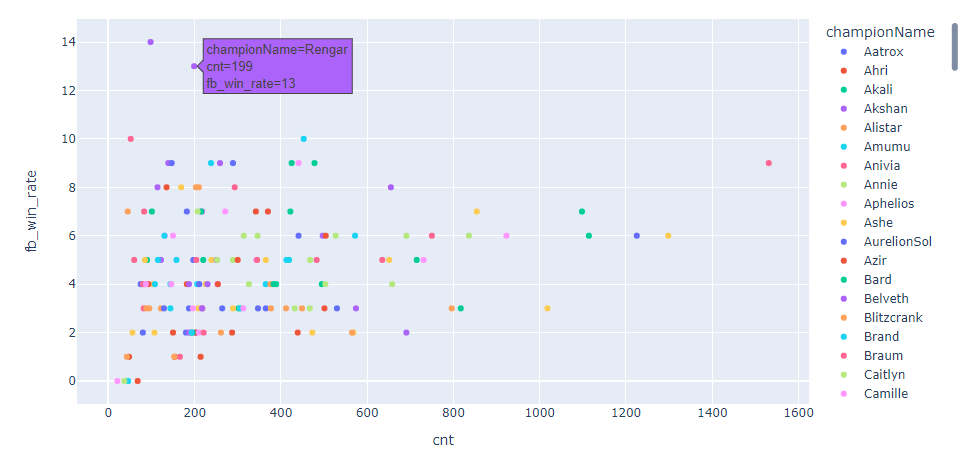 championName
14
championName=Rengar
cnt=199
fb_win_rate=13
12
10
8
6
4
2
0
fb_win_rate
0
200
400
600
800
1000
1200
1400
1600
cnt
Aatrox
Ahri
Akali
Akshan
Alistar
Amumu
Anivia
Annie
Aphelios
Ashe
AurelionSol
Azir
Bard
Belveth
Blitzcrank
Brand
Braum
Caitlyn
Camille